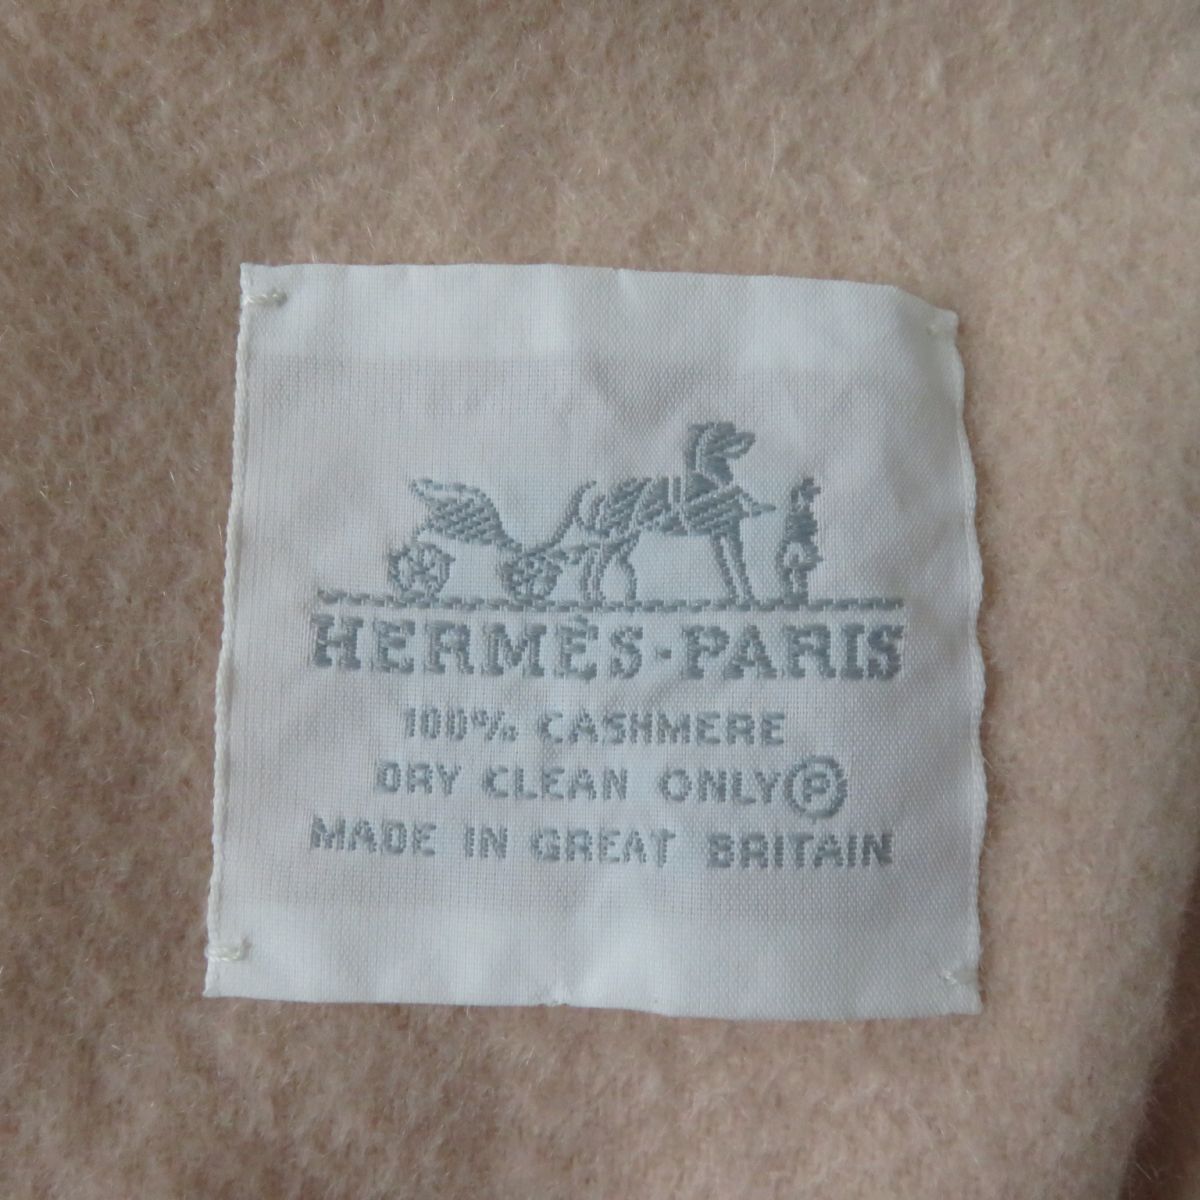 HERMÈS-PARIS
100% CASHMERE
DRY CLEAN ONLY Ⓟ
MADE IN GREAT BRITAIN